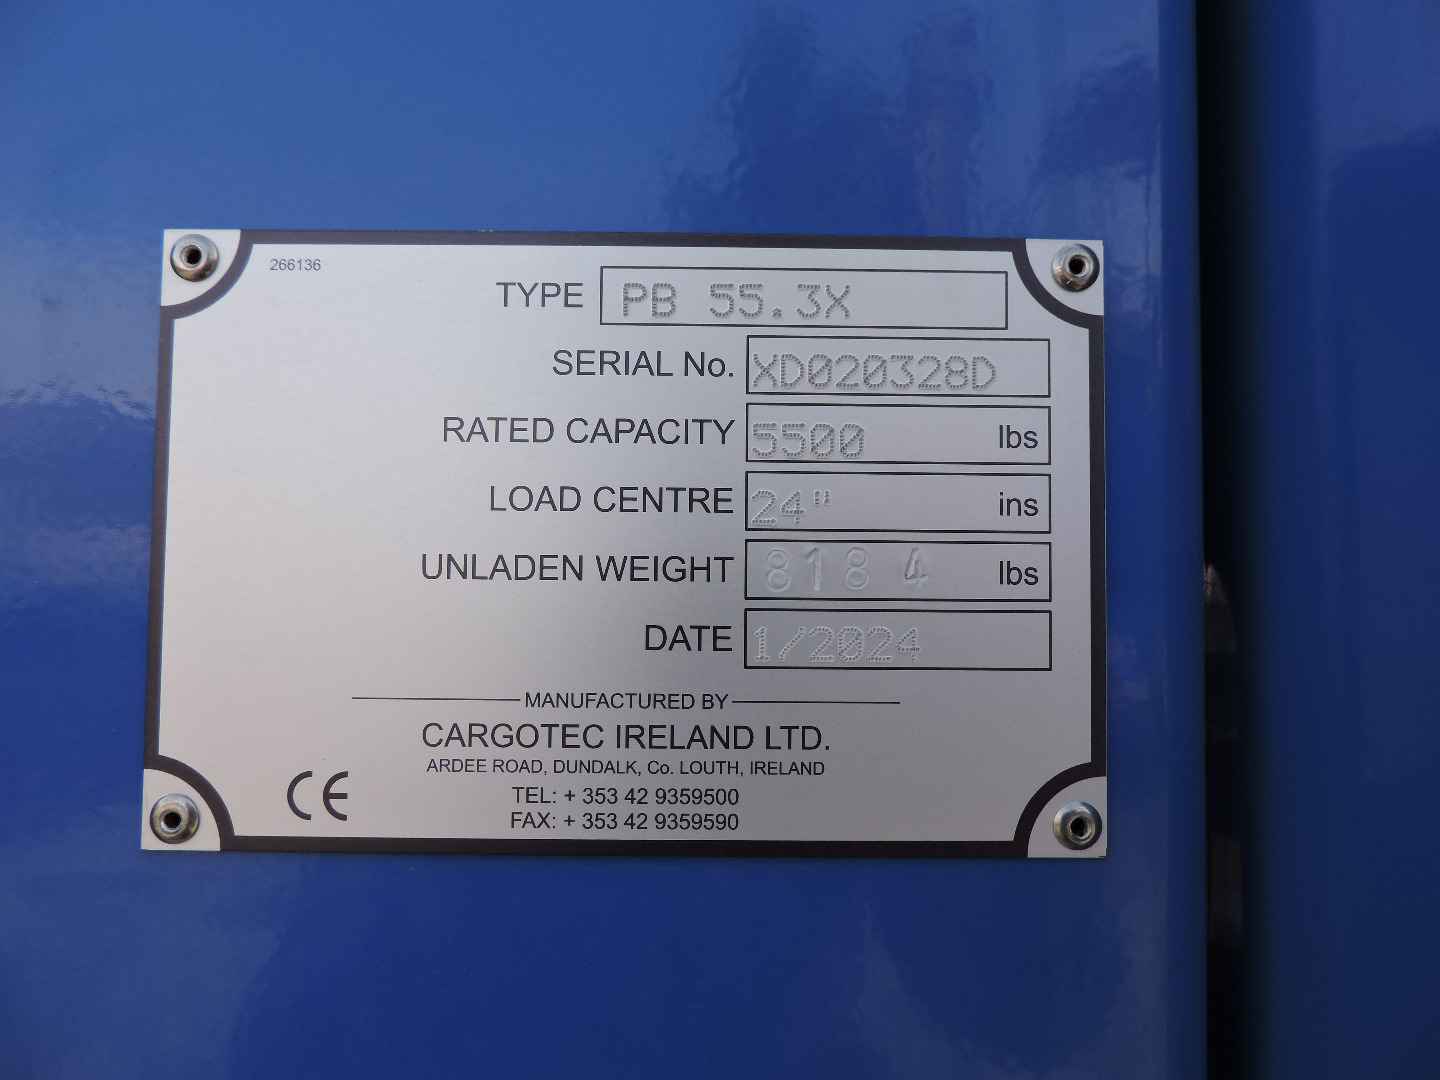 266136
TYPE PB 55.3X
SERIAL No. XD020328D
RATED CAPACITY 5500 lbs
LOAD CENTRE 24" ins
UNLADEN WEIGHT 8184 lbs
DATE 1/2024
MANUFACTURED BY
CARGOTEC IRELAND LTD.
ARDEE ROAD, DUNDALK, Co. LOUTH, IRELAND
CE
TEL: + 353 42 9359500
FAX: + 353 42 9359590